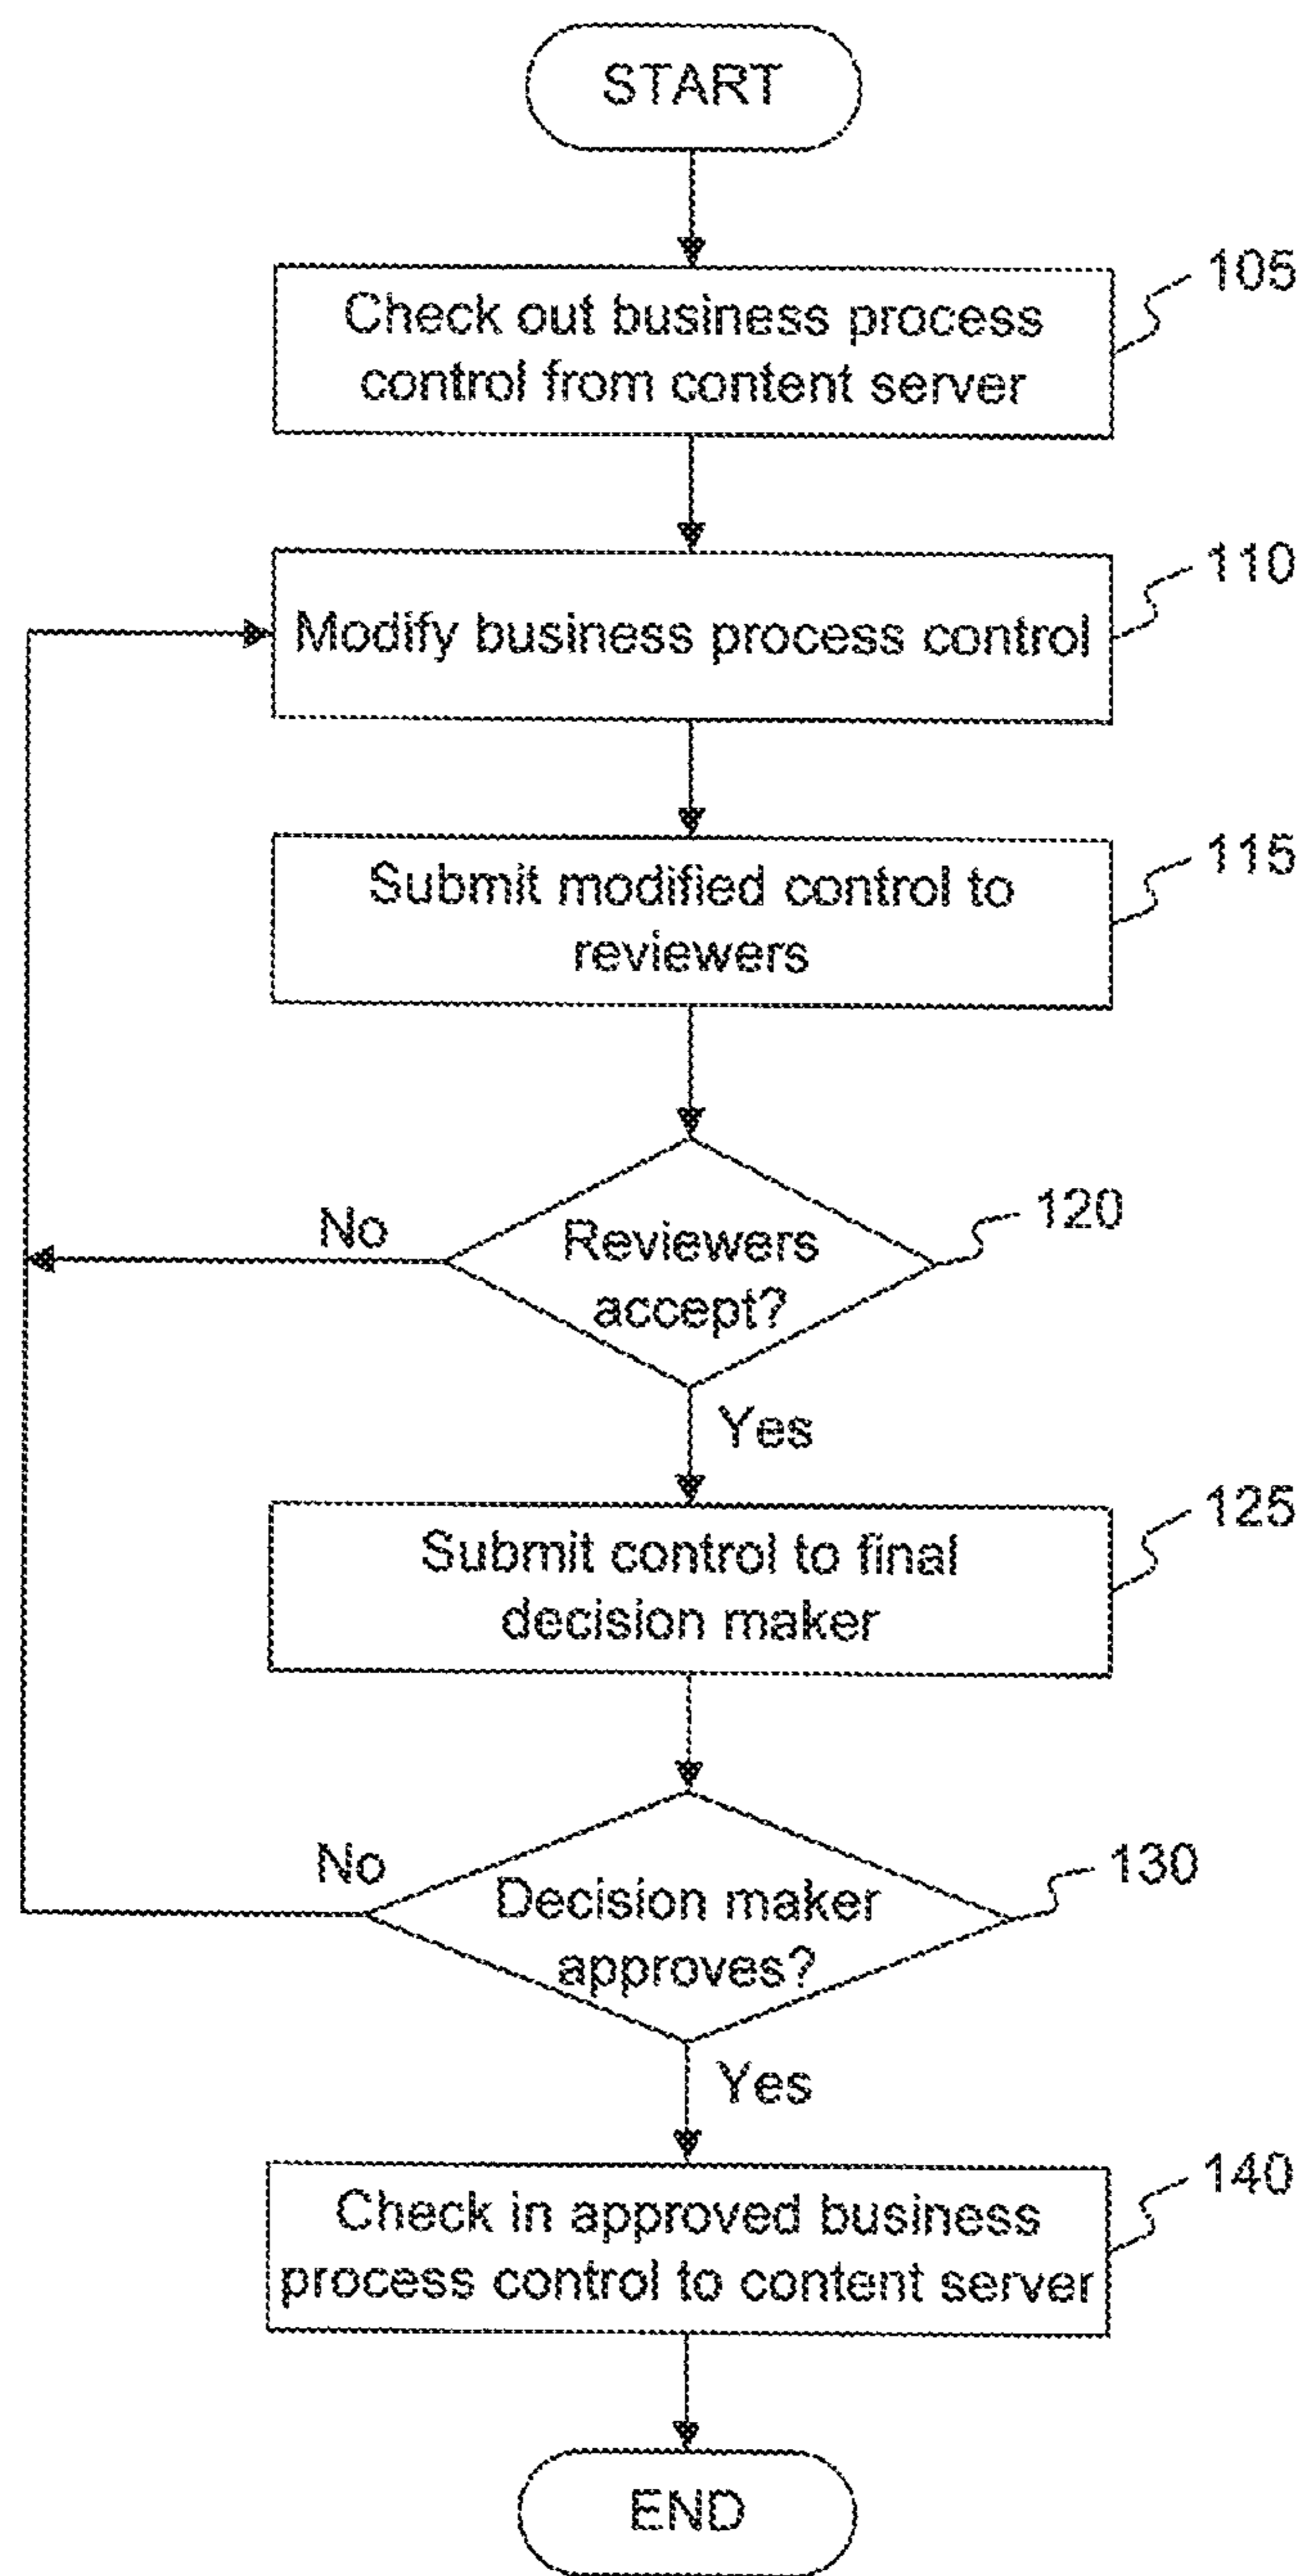 START
Check out business process
control from content server
105
Modify business process control
110
Submit modified control to
reviewers
115
Reviewers
accept?
120
No
Yes
Submit control to final
decision maker
125
Decision maker
approves?
130
No
Yes
Check in approved business
process control to content server
140
END